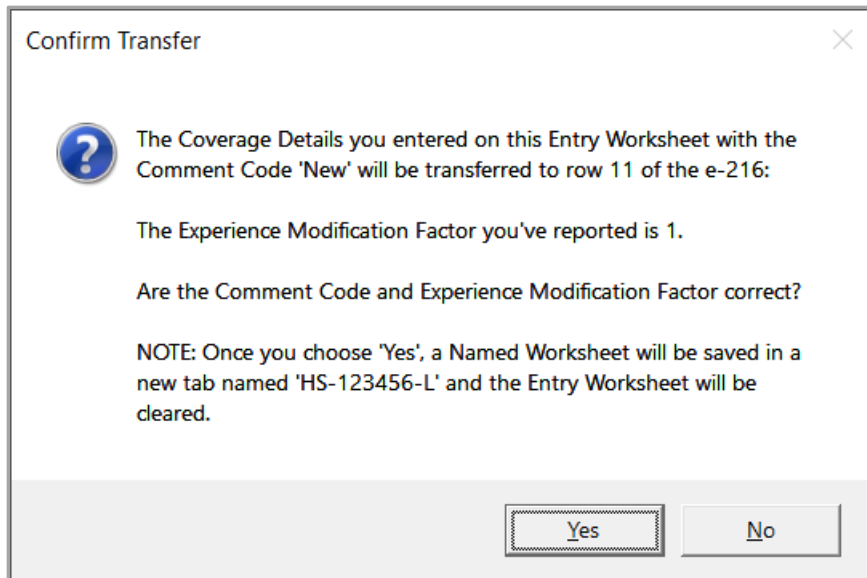 Confirm Transfer
The Coverage Details you entered on this Entry Worksheet with the
Comment Code 'New' will be transferred to row 11 of the e-216:
The Experience Modification Factor you've reported is 1.
Are the Comment Code and Experience Modification Factor correct?
NOTE: Once you choose 'Yes', a Named Worksheet will be saved in a
new tab named 'HS-123456-L' and the Entry Worksheet will be
cleared.
Yes
No